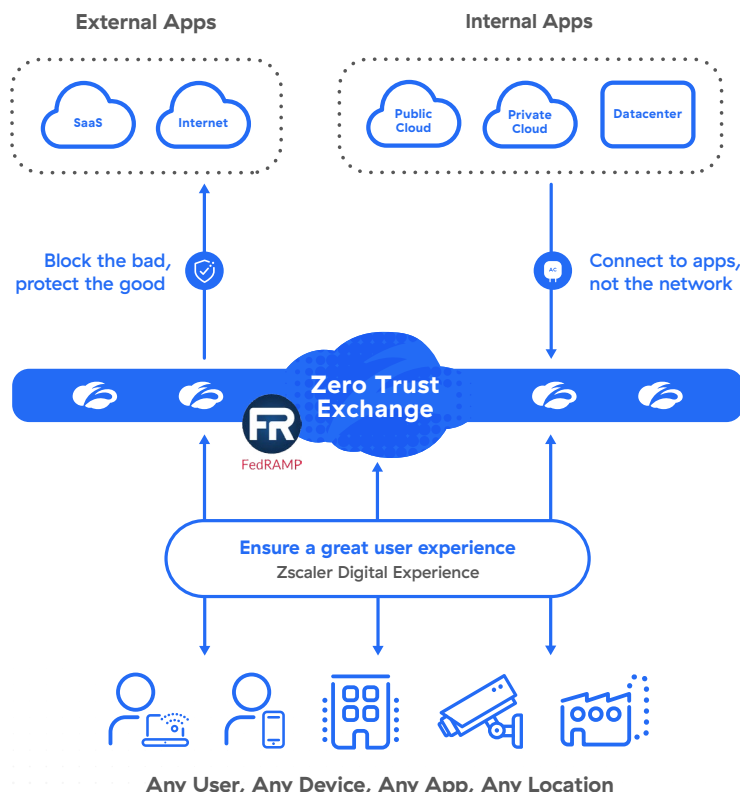 External Apps
Internal Apps
SaaS
Internet
Public
Cloud
Private
Cloud
Datacenter
Block the bad,
protect the good
AC
Connect to apps,
not the network
Zero Trust
Exchange
FR
FedRAMP
Ensure a great user experience
Zscaler Digital Experience
Any User, Any Device, Any App, Any Location